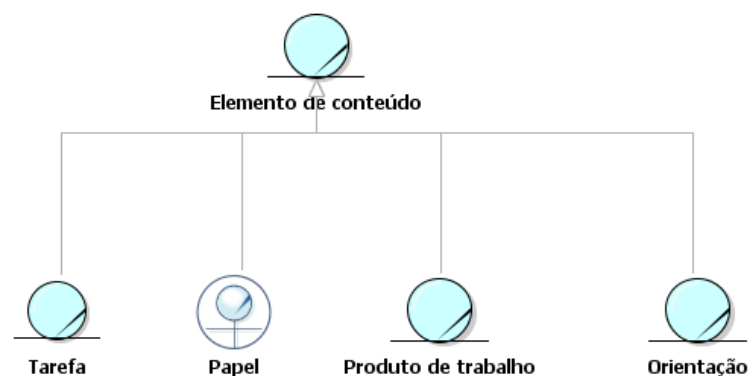 Elemento de conteúdo
Tarefa
Papel
Produto de trabalho
Orientação